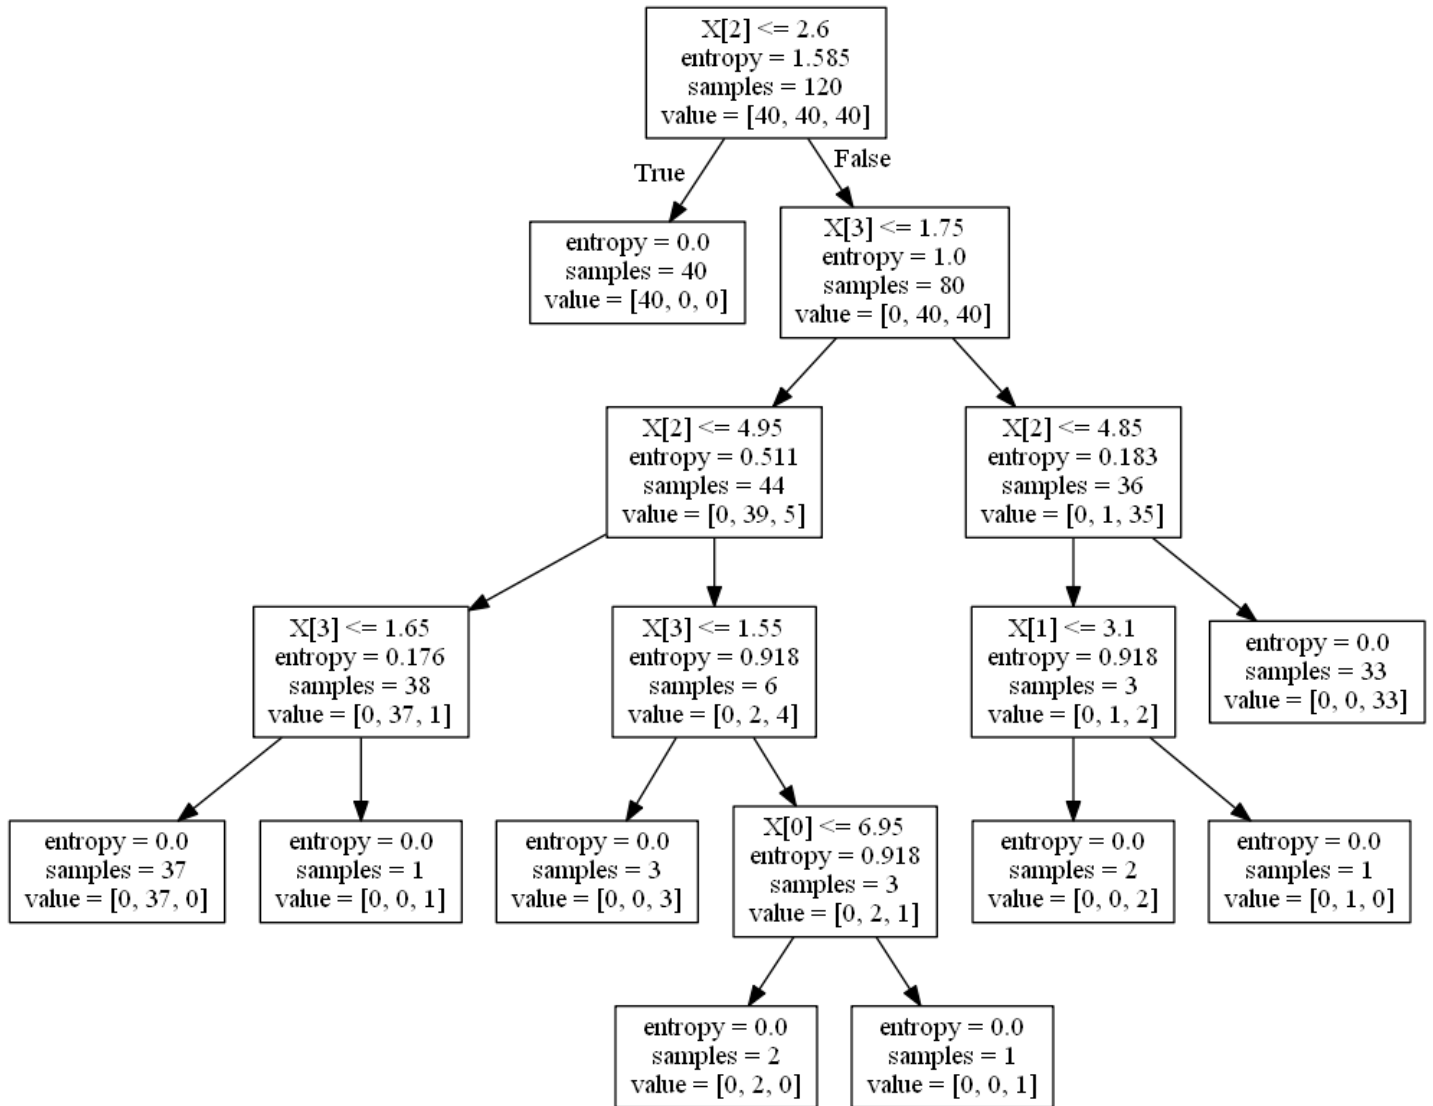 X[2] <= 2.6
entropy = 1.585
samples = 120
value = [40, 40, 40]
True
False
entropy = 0.0
samples = 40
value = [40, 0, 0]
X[3] <= 1.75
entropy = 1.0
samples = 80
value = [0, 40, 40]
X[2] <= 4.95
entropy = 0.511
samples = 44
value = [0, 39, 5]
X[2] <= 4.85
entropy = 0.183
samples = 36
value = [0, 1, 35]
X[3] <= 1.65
entropy = 0.176
samples = 38
value = [0, 37, 1]
X[3] <= 1.55
entropy = 0.918
samples = 6
value = [0, 2, 4]
X[1] <= 3.1
entropy = 0.918
samples = 3
value = [0, 1, 2]
entropy = 0.0
samples = 33
value = [0, 0, 33]
entropy = 0.0
samples = 37
value = [0, 37, 0]
entropy = 0.0
samples = 1
value = [0, 0, 1]
entropy = 0.0
samples = 3
value = [0, 0, 3]
X[0] <= 6.95
entropy = 0.918
samples = 3
value = [0, 2, 1]
entropy = 0.0
samples = 2
value = [0, 0, 2]
entropy = 0.0
samples = 1
value = [0, 1, 0]
entropy = 0.0
samples = 2
value = [0, 2, 0]
entropy = 0.0
samples = 1
value = [0, 0, 1]